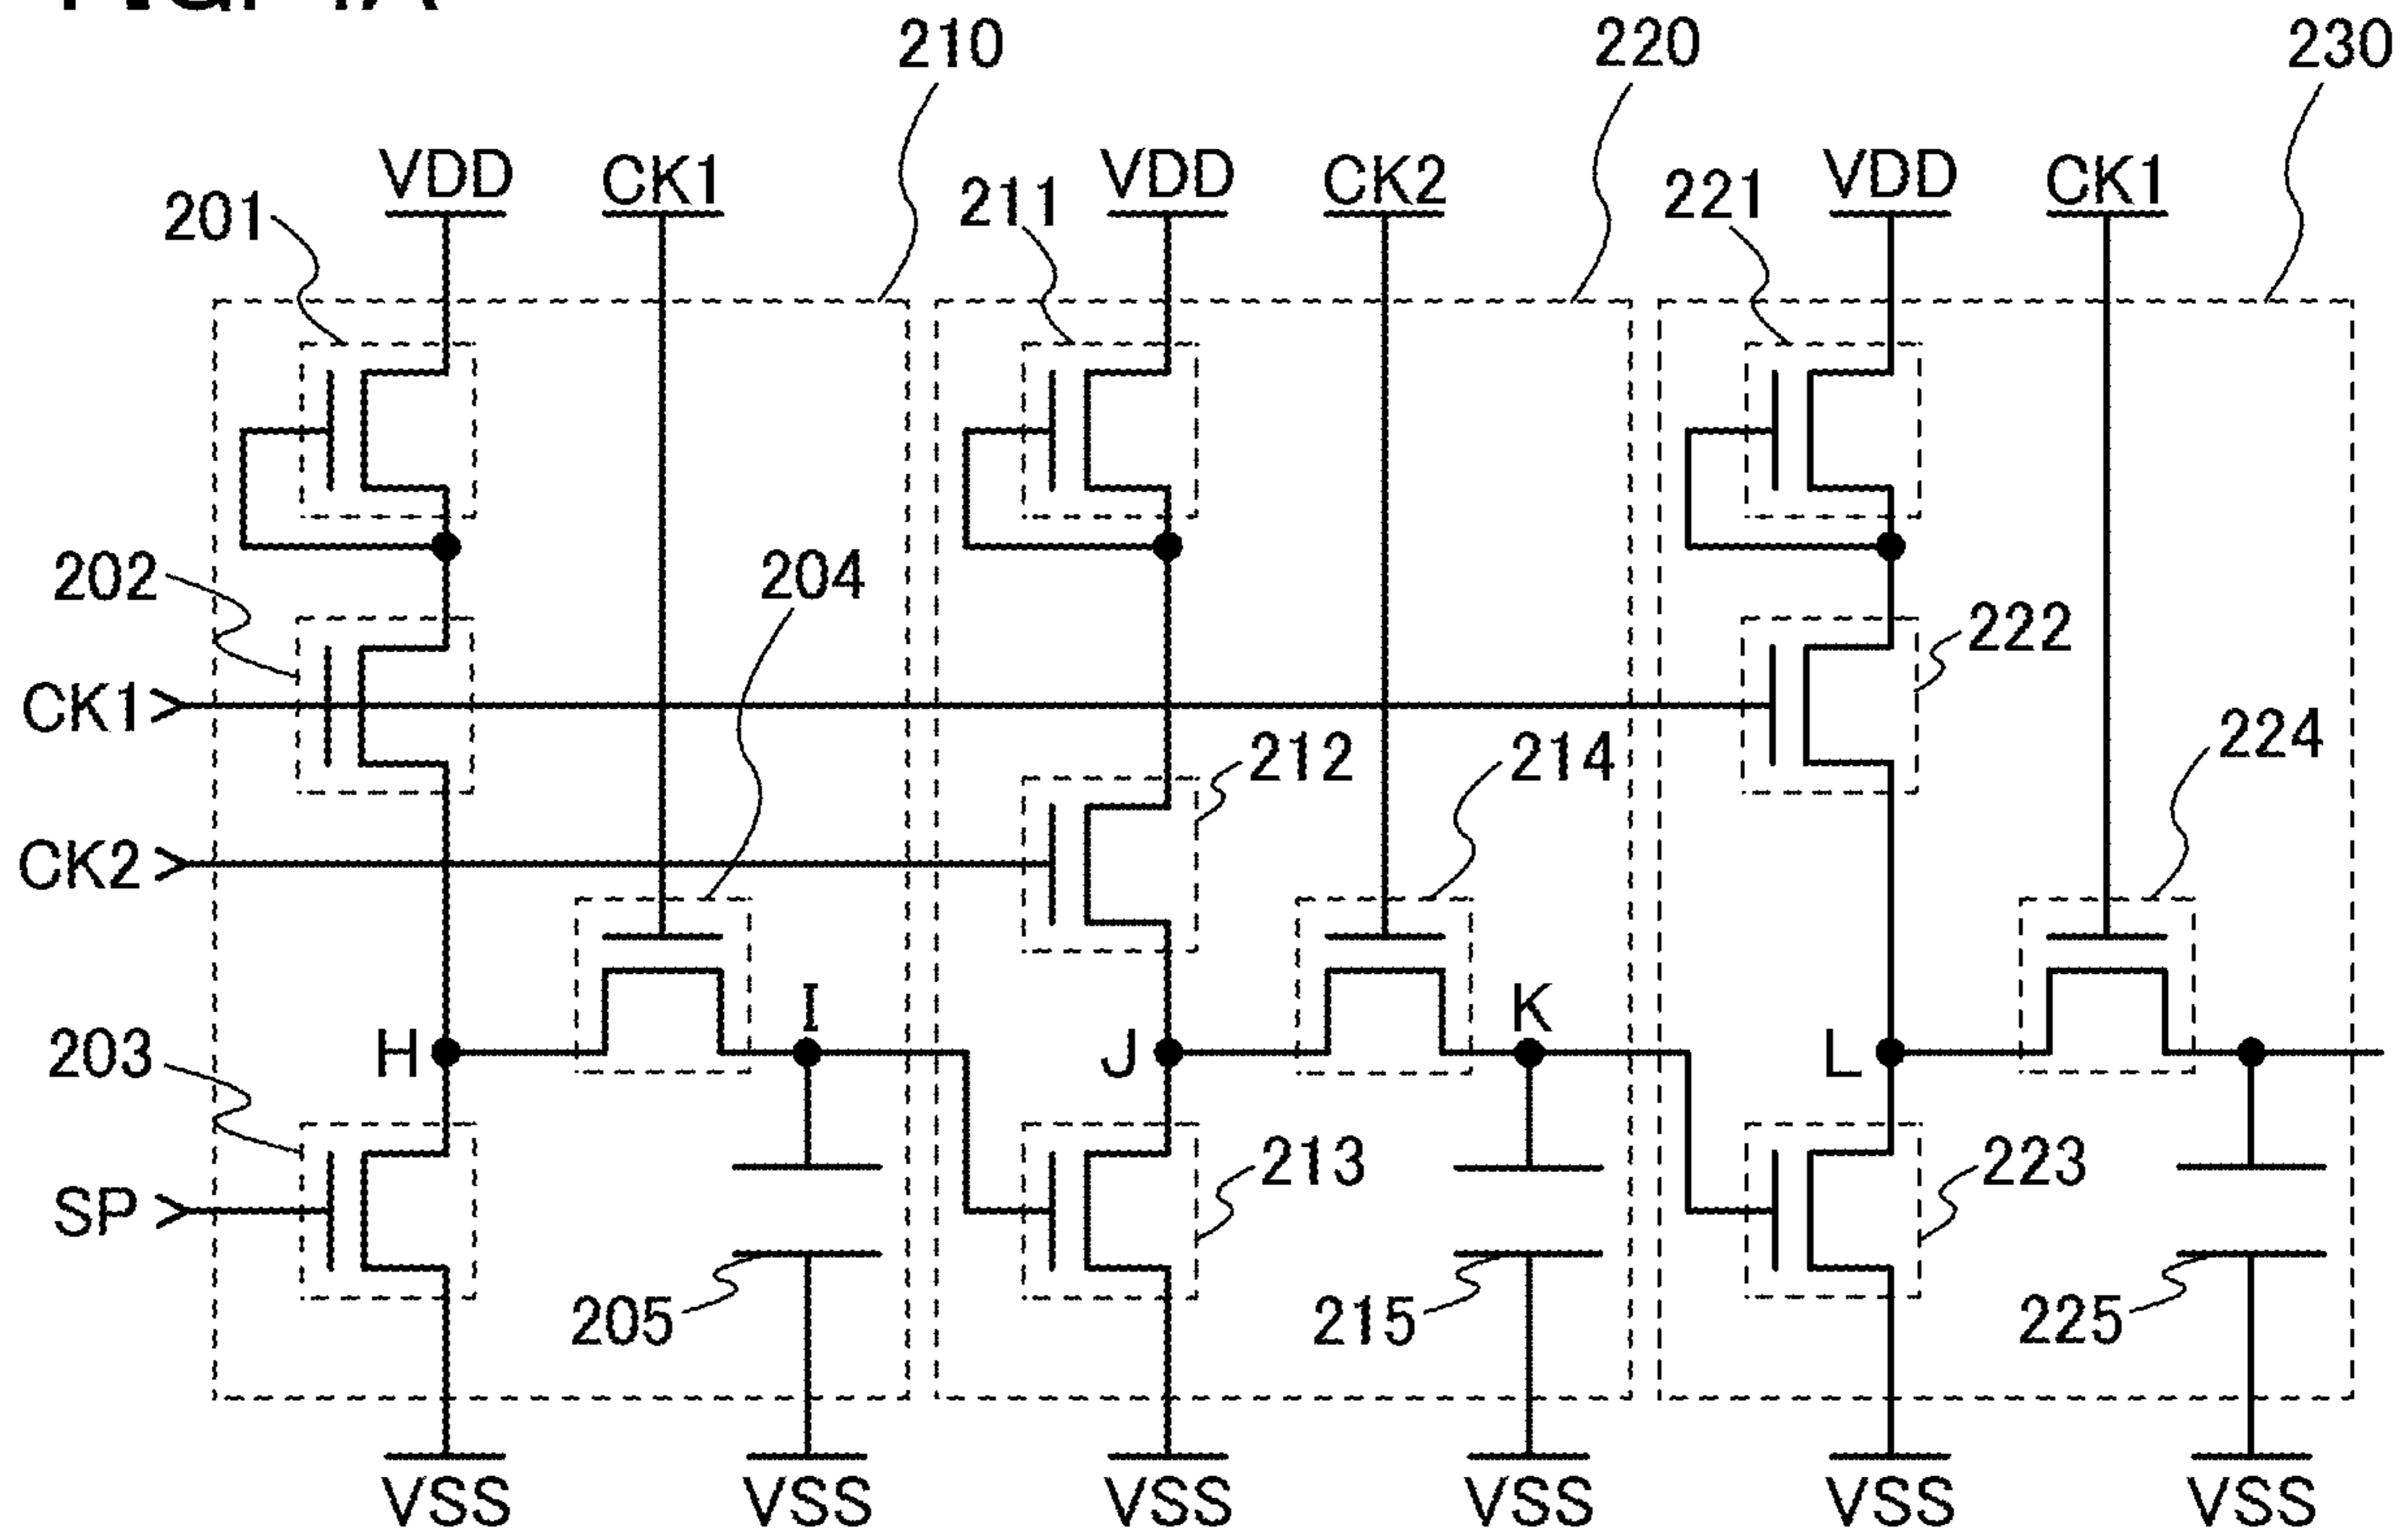 210 220 230
VDD CK1 VDD CK2 VDD CK1
201 211 221
202 204 222
CK1
212 214 224
CK2
I K
H J L
203
213 223
SP
205 215 225
VSS VSS VSS VSS VSS VSS